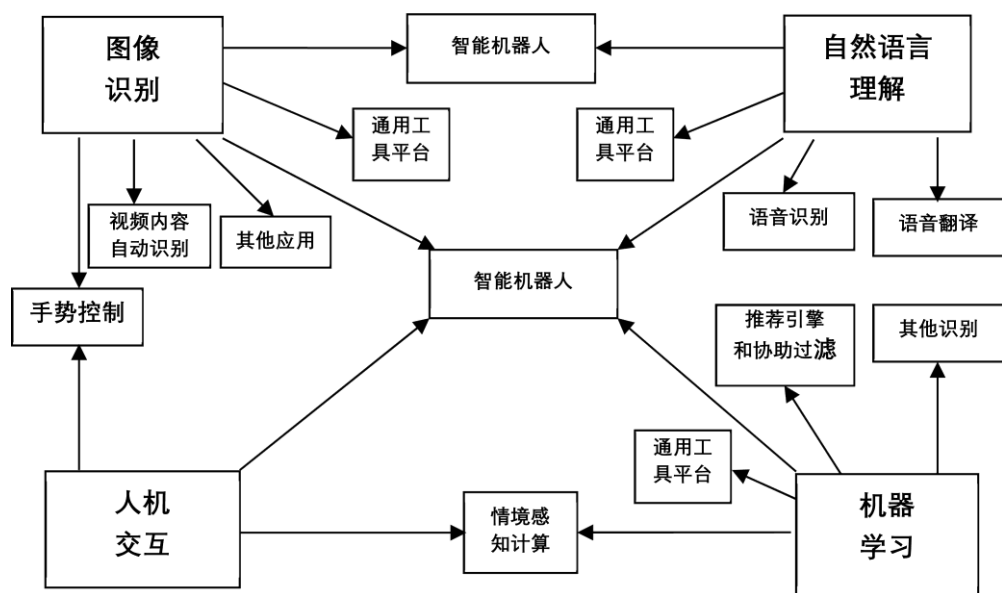 图像
识别
智能机器人
自然语言
理解
通用工
具平台
通用工
具平台
视频内容
自动识别
其他应用
语音识别
语音翻译
智能机器人
手势控制
推荐引擎
和协助过滤
其他识别
通用工
具平台
人机
交互
情境感
知计算
机器
学习